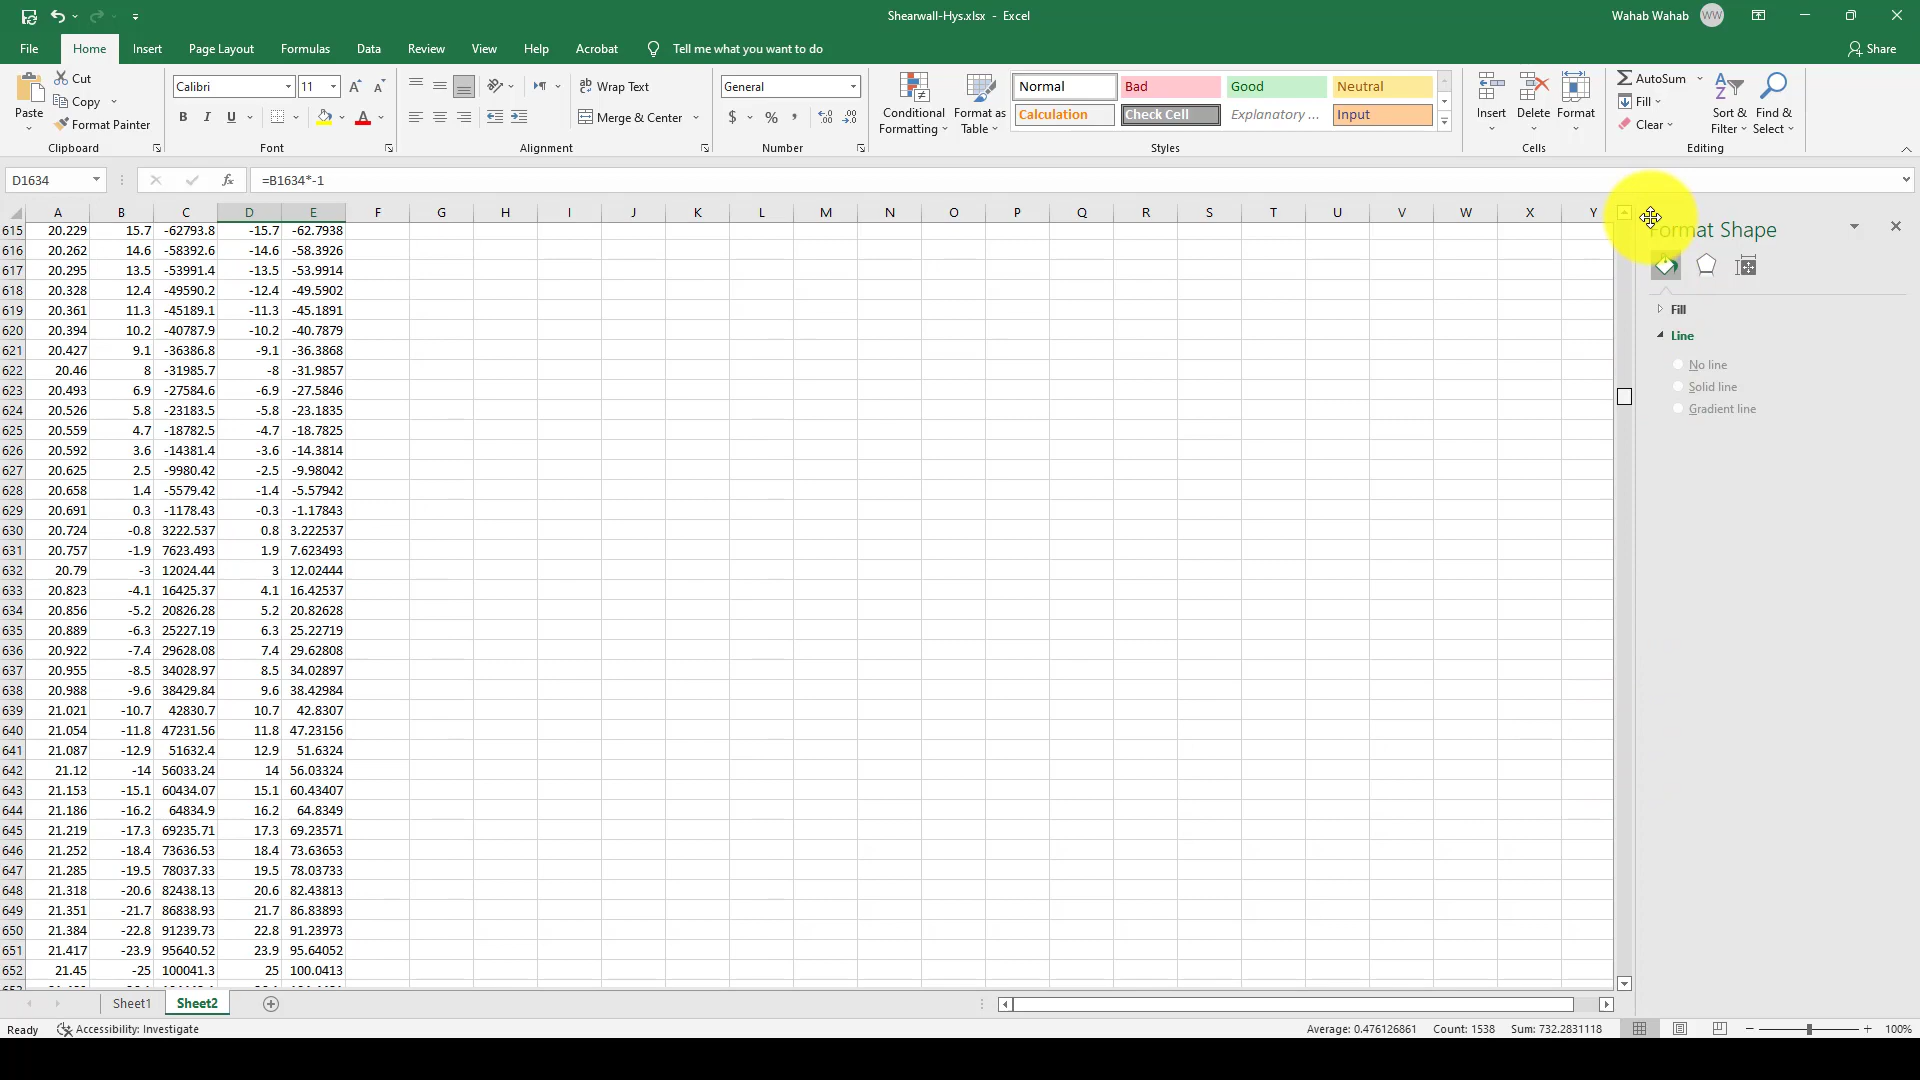 Shearwall-Hys.xlsx - Excel
Wahab Wahab WW
File Home Insert Page Layout Formulas Data Review View Help Acrobat Tell me what you want to do Share
Paste Cut Copy Format Painter
Clipboard
Calibri 11
B I U
Font
Wrap Text
Merge & Center
Alignment
General
$ %
Number
Conditional Formatting
Format as Table
Normal Bad Good Neutral
Calculation Check Cell Explanatory ... Input
Styles
Insert Delete Format
Cells
AutoSum
Fill
Clear
Sort & Filter
Find & Select
Editing
D1634 fx =B1634*-1
A B C D E F G H I J K L M N O P Q R S T U V W X Y
615 20.229 15.7 -62793.8 -15.7 -62.7938
616 20.262 14.6 -58392.6 -14.6 -58.3926
617 20.295 13.5 -53991.4 -13.5 -53.9914
618 20.328 12.4 -49590.2 -12.4 -49.5902
619 20.361 11.3 -45189.1 -11.3 -45.1891
620 20.394 10.2 -40787.9 -10.2 -40.7879
621 20.427 9.1 -36386.8 -9.1 -36.3868
622 20.46 8 -31985.7 -8 -31.9857
623 20.493 6.9 -27584.6 -6.9 -27.5846
624 20.526 5.8 -23183.5 -5.8 -23.1835
625 20.559 4.7 -18782.5 -4.7 -18.7825
626 20.592 3.6 -14381.4 -3.6 -14.3814
627 20.625 2.5 -9980.42 -2.5 -9.98042
628 20.658 1.4 -5579.42 -1.4 -5.57942
629 20.691 0.3 -1178.43 -0.3 -1.17843
630 20.724 -0.8 3222.537 0.8 3.222537
631 20.757 -1.9 7623.493 1.9 7.623493
632 20.79 -3 12024.44 3 12.02444
633 20.823 -4.1 16425.37 4.1 16.42537
634 20.856 -5.2 20826.28 5.2 20.82628
635 20.889 -6.3 25227.19 6.3 25.22719
636 20.922 -7.4 29628.08 7.4 29.62808
637 20.955 -8.5 34028.97 8.5 34.02897
638 20.988 -9.6 38429.84 9.6 38.42984
639 21.021 -10.7 42830.7 10.7 42.8307
640 21.054 -11.8 47231.56 11.8 47.23156
641 21.087 -12.9 51632.4 12.9 51.6324
642 21.12 -14 56033.24 14 56.03324
643 21.153 -15.1 60434.07 15.1 60.43407
644 21.186 -16.2 64834.9 16.2 64.8349
645 21.219 -17.3 69235.71 17.3 69.23571
646 21.252 -18.4 73636.53 18.4 73.63653
647 21.285 -19.5 78037.33 19.5 78.03733
648 21.318 -20.6 82438.13 20.6 82.43813
649 21.351 -21.7 86838.93 21.7 86.83893
650 21.384 -22.8 91239.73 22.8 91.23973
651 21.417 -23.9 95640.52 23.9 95.64052
652 21.45 -25 100041.3 25 100.0413
Format Shape
Fill
Line
No line
Solid line
Gradient line
Sheet1 Sheet2
Ready Accessibility: Investigate Average: 0.476126861 Count: 1538 Sum: 732.2831118 100%